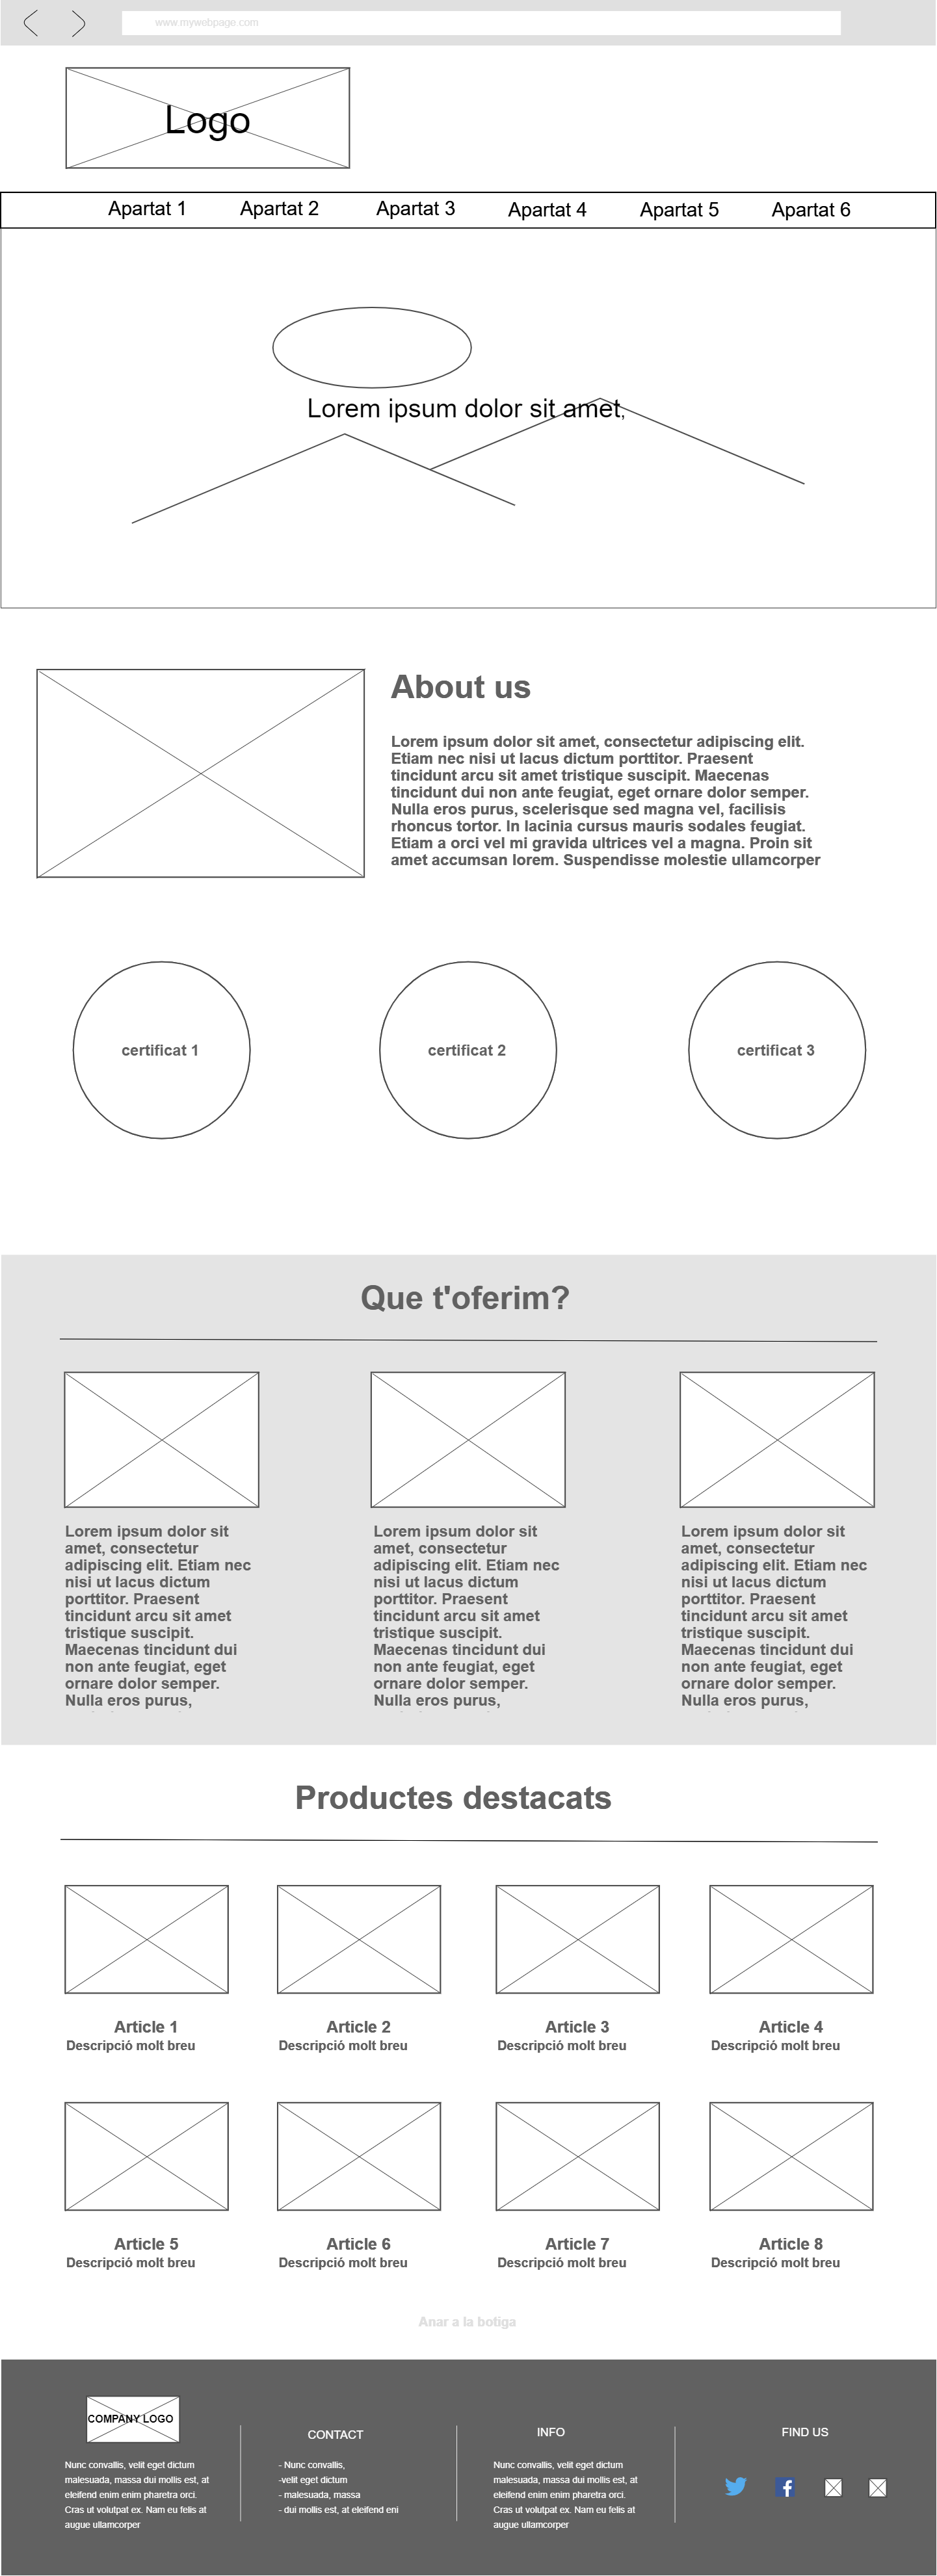 www.mywebpage.com
Logo
Apartat 1
Apartat 2
Apartat 3
Apartat 4
Apartat 5
Apartat 6
Lorem ipsum dolor sit amet,
About us
Lorem ipsum dolor sit amet, consectetur adipiscing elit.
Etiam nec nisi ut lacus dictum porttitor. Praesent
tincidunt arcu sit amet tristique suscipit. Maecenas
tincidunt dui non ante feugiat, eget ornare dolor semper.
Nulla eros purus, scelerisque sed magna vel, facilisis
rhoncus tortor. In lacinia cursus mauris sodales feugiat.
Etiam a orci vel mi gravida ultrices vel a magna. Proin sit
amet accumsan lorem. Suspendisse molestie ullamcorper
certificat 1
certificat 2
certificat 3
Que t'oferim?
Lorem ipsum dolor sit
amet, consectetur
adipiscing elit. Etiam nec
nisi ut lacus dictum
porttitor. Praesent
tincidunt arcu sit amet
tristique suscipit.
Maecenas tincidunt dui
non ante feugiat, eget
ornare dolor semper.
Nulla eros purus,
Lorem ipsum dolor sit
amet, consectetur
adipiscing elit. Etiam nec
nisi ut lacus dictum
porttitor. Praesent
tincidunt arcu sit amet
tristique suscipit.
Maecenas tincidunt dui
non ante feugiat, eget
ornare dolor semper.
Nulla eros purus,
Lorem ipsum dolor sit
amet, consectetur
adipiscing elit. Etiam nec
nisi ut lacus dictum
porttitor. Praesent
tincidunt arcu sit amet
tristique suscipit.
Maecenas tincidunt dui
non ante feugiat, eget
ornare dolor semper.
Nulla eros purus,
Productes destacats
Article 1
Descripció molt breu
Article 2
Descripció molt breu
Article 3
Descripció molt breu
Article 4
Descripció molt breu
Article 5
Descripció molt breu
Article 6
Descripció molt breu
Article 7
Descripció molt breu
Article 8
Descripció molt breu
Anar a la botiga
COMPANY LOGO
Nunc convallis, velit eget dictum
malesuada, massa dui mollis est, at
eleifend enim enim pharetra orci.
Cras ut volutpat ex. Nam eu felis at
augue ullamcorper
CONTACT
- Nunc convallis,
-velit eget dictum
- malesuada, massa
- dui mollis est, at eleifend eni
INFO
Nunc convallis, velit eget dictum
malesuada, massa dui mollis est, at
eleifend enim enim pharetra orci.
Cras ut volutpat ex. Nam eu felis at
augue ullamcorper
FIND US